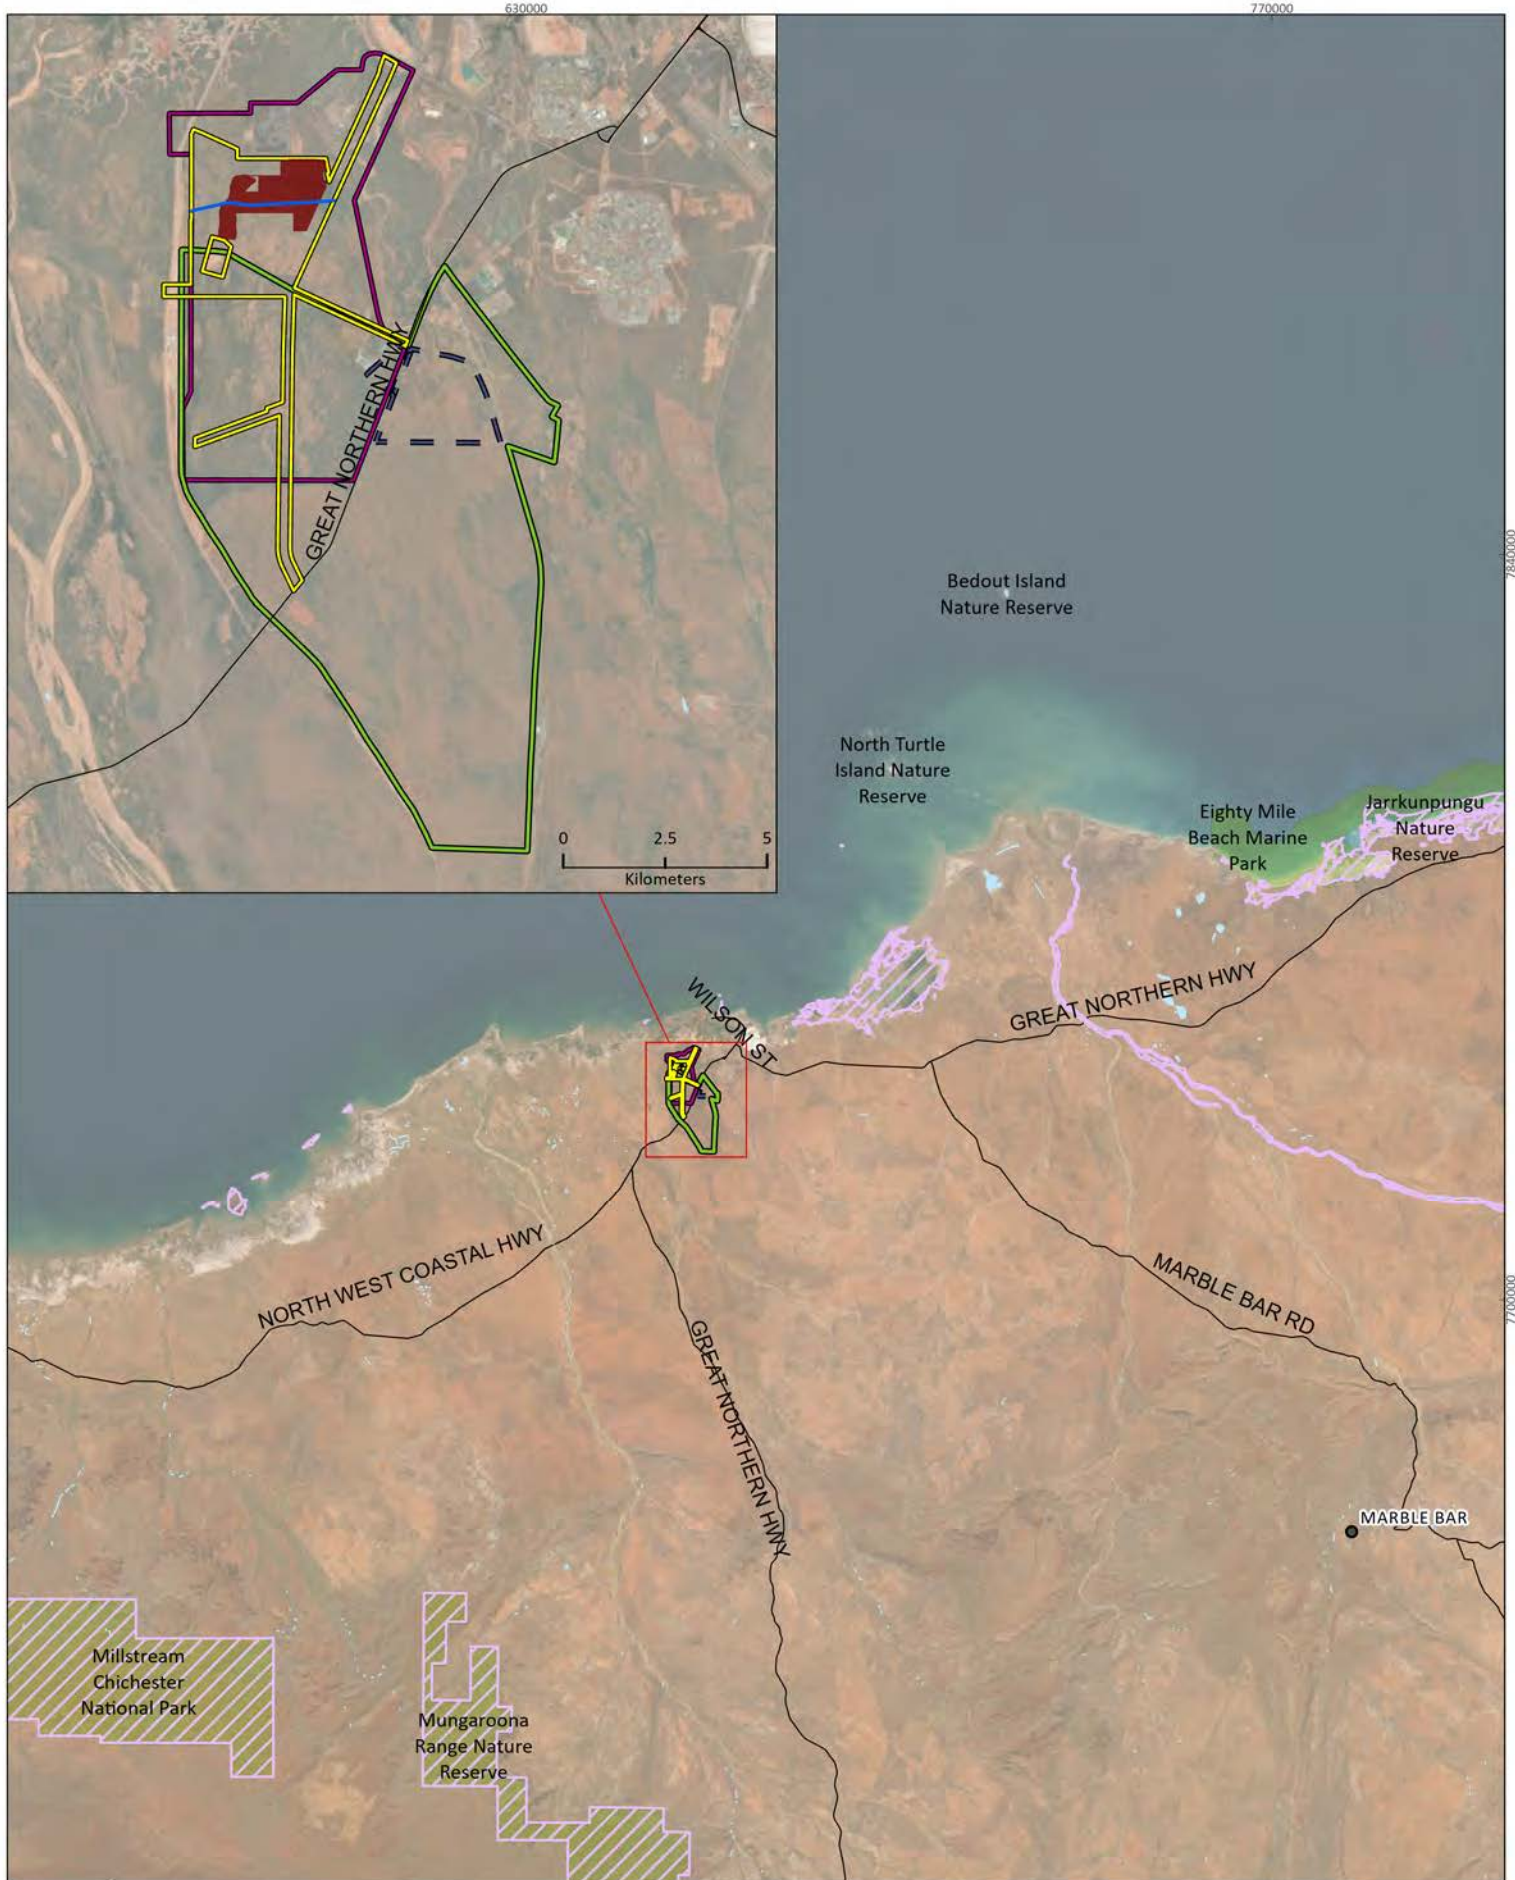 630000
770000
GREAT NORTHERN HWY
0
2.5
5
Kilometers
7840000
Bedout Island
Nature Reserve
North Turtle
Island Nature
Reserve
Eighty Mile
Beach Marine
Park
Jarrkunpungu
Nature
Reserve
WILSON ST
GREAT NORTHERN HWY
NORTH WEST COASTAL HWY
MARBLE BAR RD
7700000
GREAT NORTHERN HWY
MARBLE BAR
Millstream
Chichester
National Park
Mungaroona
Range Nature
Reserve